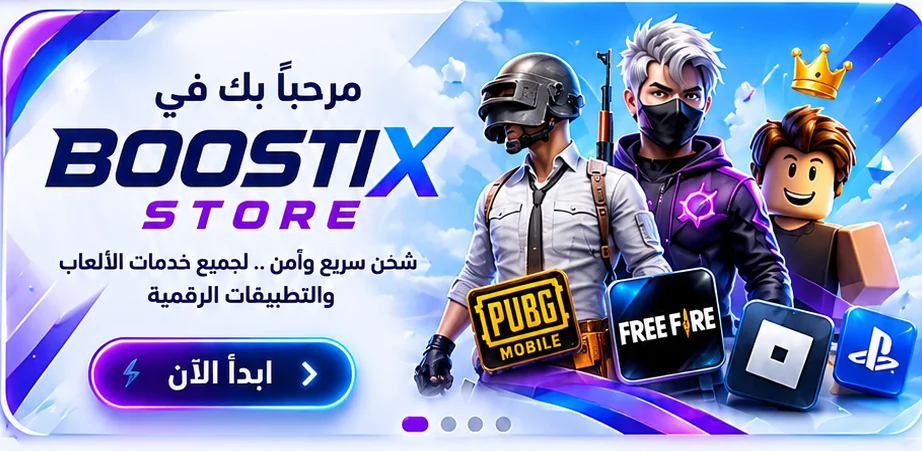 مرحباً بك في
BOOSTIX
STORE
شحن سريع وأمن .. لجميع خدمات الألعاب
والتطبيقات الرقمية
ابدأ الآن
PUBG
MOBILE
FREE FIRE